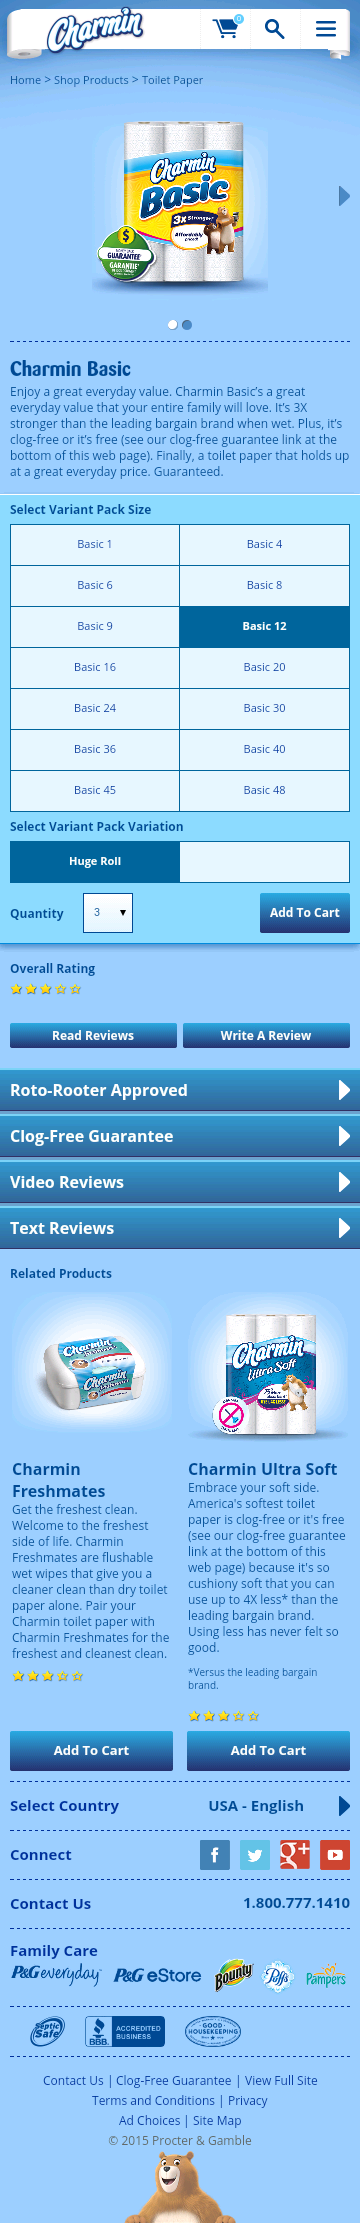 Charmin
0
Home > Shop Products > Toilet Paper
Charmin
Basic
3x Stronger*
Affordably
priced!
$
GUARANTEE
GARANTIE
Charmin Basic
Enjoy a great everyday value. Charmin Basic's a great
everyday value that your entire family will love. It's 3X
stronger than the leading bargain brand when wet. Plus, it's
clog-free or it's free (see our clog-free guarantee link at the
bottom of this web page). Finally, a toilet paper that holds up
at a great everyday price. Guaranteed.
Select Variant Pack Size
Basic 1
Basic 4
Basic 6
Basic 8
Basic 9
Basic 12
Basic 16
Basic 20
Basic 24
Basic 30
Basic 36
Basic 40
Basic 45
Basic 48
Select Variant Pack Variation
Huge Roll
Quantity
3
Add To Cart
Overall Rating
Read Reviews
Write A Review
Roto-Rooter Approved
Clog-Free Guarantee
Video Reviews
Text Reviews
Related Products
Charmin
Charmin
Charmin
Ultra Soft
Charmin
Freshmates
Get the freshest clean.
Welcome to the freshest
side of life. Charmin
Freshmates are flushable
wet wipes that give you a
cleaner clean than dry toilet
paper alone. Pair your
Charmin toilet paper with
Charmin Freshmates for the
freshest and cleanest clean.
Charmin Ultra Soft
Embrace your soft side.
America's softest toilet
paper is clog-free or it's free
(see our clog-free guarantee
link at the bottom of this
web page) because it's so
cushiony soft that you can
use up to 4X less* than the
leading bargain brand.
Using less has never felt so
good.
*Versus the leading bargain
brand.
Add To Cart
Add To Cart
Select Country
USA - English
Connect
f
g+
Contact Us
1.800.777.1410
Family Care
P&G everyday
P&G eStore
Bounty
Puffs
Pampers
Septic
Safe
BBB.
ACCREDITED
BUSINESS
GOOD
HOUSEKEEPING
Contact Us | Clog-Free Guarantee | View Full Site
Terms and Conditions | Privacy
Ad Choices | Site Map
© 2015 Procter & Gamble